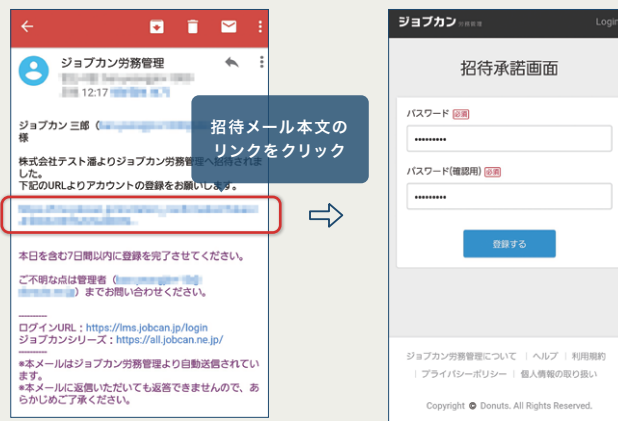 ジョブカン労務管理
12:17
ジョブカン 三郎（
様
株式会社テスト潘よりジョブカン労務管理へ招待されま
した。
下記のURLよりアカウントの登録をお願いします。
本日を含む7日間以内に登録を完了させてください。
ご不明な点は管理者（
）までお問い合わせください。
ログインURL：https://lms.jobcan.jp/login
ジョブカンシリーズ：https://all.jobcan.ne.jp/
※本メールはジョブカン労務管理より自動送信されてい
ます。
※本メールに返信いただいても返答できませんので、あ
らかじめご了承ください。
招待メール本文の
リンクをクリック
ジョブカン 労務管理
Login
招待承諾画面
パスワード 必須
パスワード(確認用) 必須
登録する
ジョブカン労務管理について | ヘルプ | 利用規約
| プライバシーポリシー | 個人情報の取り扱い
Copyright © Donuts. All Rights Reserved.